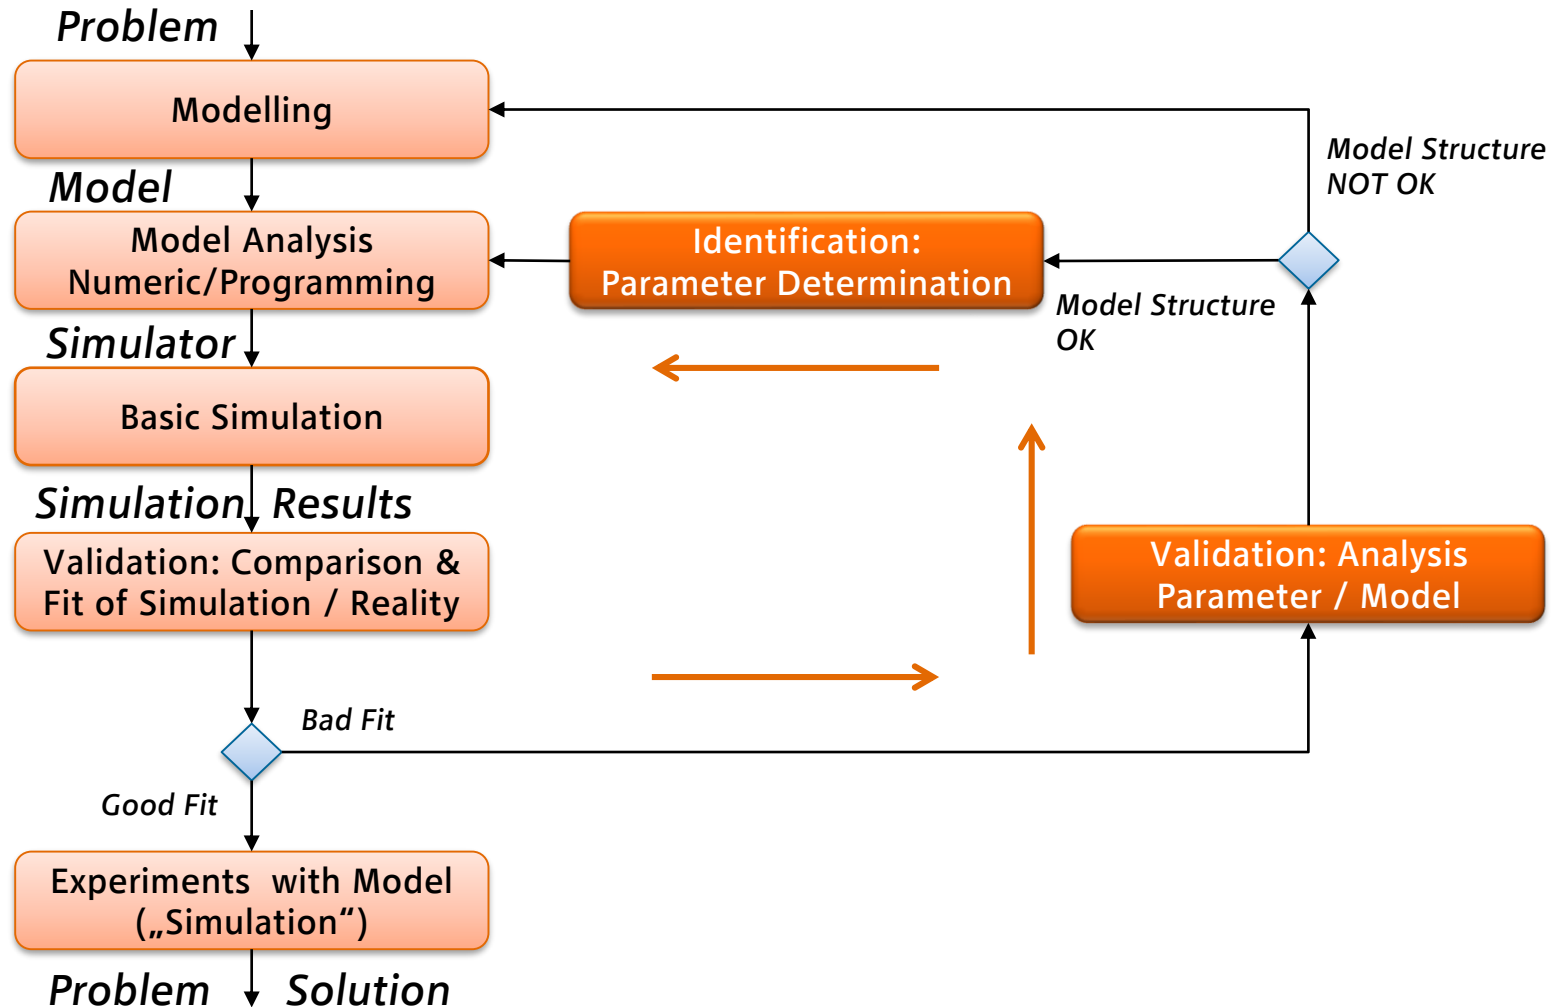 Problem
Modelling
Model Structure
NOT OK
Model
Model Analysis
Numeric/Programming
Identification:
Parameter Determination
Model Structure
OK
Simulator
Basic Simulation
Simulation Results
Validation: Comparison &
Fit of Simulation / Reality
Validation: Analysis
Parameter / Model
Bad Fit
Good Fit
Experiments with Model
(„Simulation“)
Problem Solution